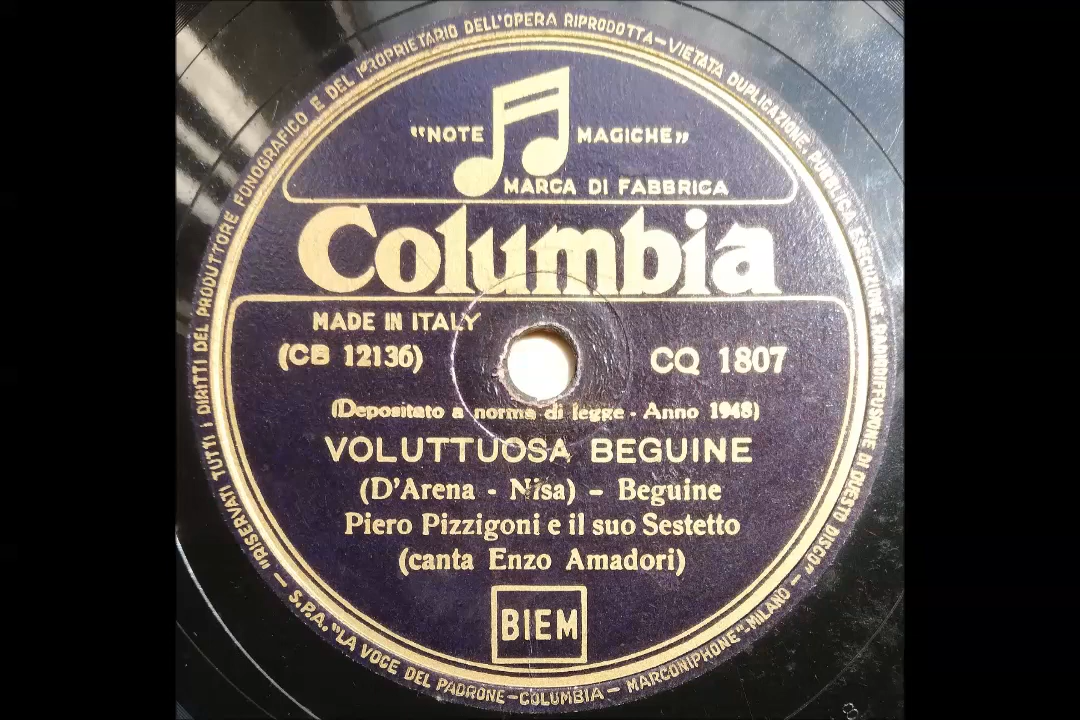 "RISERVATI TUTTI I DIRITTI DEL PRODUTTORE FONOGRAFICO E DEL PROPRIETARIO DELL'OPERA RIPRODOTTA – VIETATA DUPLICAZIONE, PUBBLICA ESECUZIONE RADIODIFFUSIONE DI QUESTO DISCO" –
"NOTE MAGICHE"
MARCA DI FABBRICA
Columbia
MADE IN ITALY
(CB 12136) CQ 1807
(Depositato a norma di legge - Anno 1948)
VOLUTTUOSA BEGUINE
(D'Arena - Nisa) – Beguine
Piero Pizzigoni e il suo Sestetto
(canta Enzo Amadori)
BIEM
S.P.A. "LA VOCE DEL PADRONE – COLUMBIA – MARCONIPHONE" – MILANO –